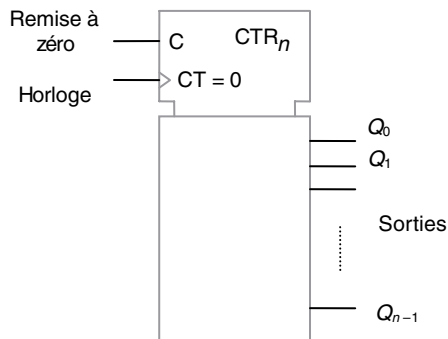 Remise à
zéro
C
CTRn
CT = 0
Horloge
Q0
Q1
Sorties
Qn–1